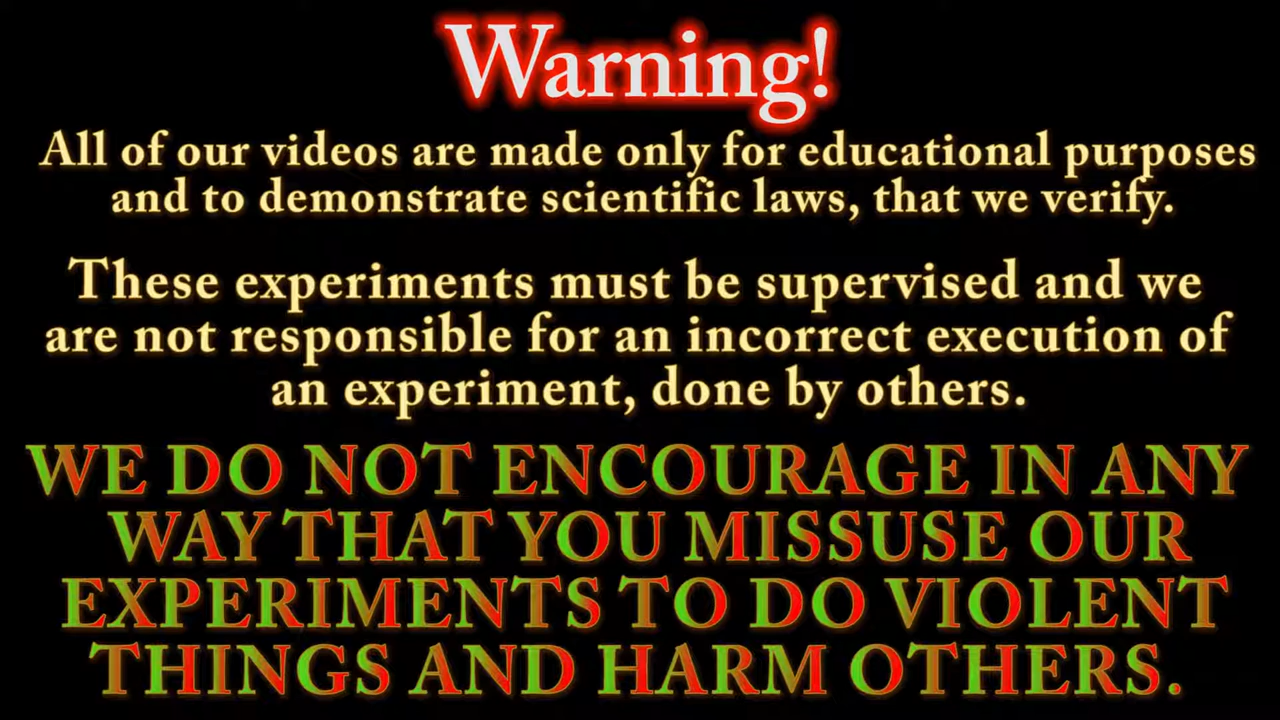 Warning!
All of our videos are made only for educational purposes
and to demonstrate scientific laws, that we verify.
These experiments must be supervised and we
are not responsible for an incorrect execution of
an experiment, done by others.
WE DO NOT ENCOURAGE IN ANY
WAY THAT YOU MISSUSE OUR
EXPERIMENTS TO DO VIOLENT
THINGS AND HARM OTHERS.